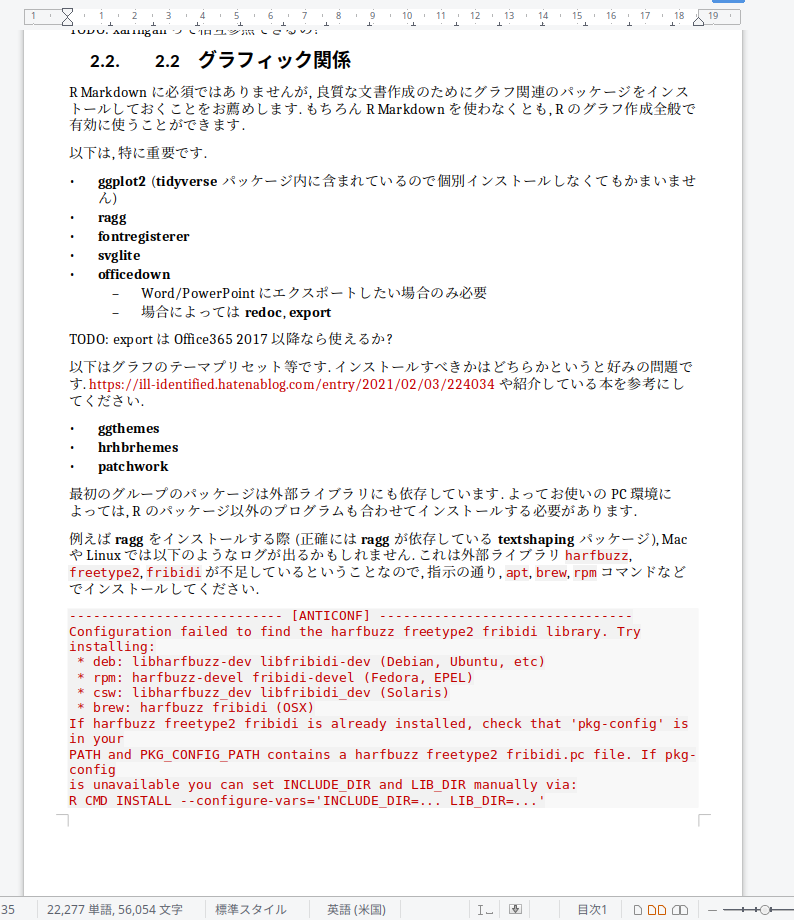 1 1 2 3 4 5 6 7 8 9 10 11 12 13 14 15 16 17 18 19
TODO: xaringan って相互参照できるの?
2.2. 2.2 グラフィック関係
R Markdown に必須ではありませんが, 良質な文書作成のためにグラフ関連のパッケージをインス
トールしておくことをお薦めします. もちろん R Markdown を使わなくとも, R のグラフ作成全般で
有効に使うことができます.
以下は, 特に重要です.
• ggplot2 (tidyverse パッケージ内に含まれているので個別インストールしなくてもかまいませ
ん)
• ragg
• fontregisterer
• svglite
• officedown
– Word/PowerPoint にエクスポートしたい場合のみ必要
– 場合によっては redoc, export
TODO: export は Office365 2017 以降なら使えるか?
以下はグラフのテーマプリセット等です. インストールすべきかはどちらかというと好みの問題で
す. https://ill-identified.hatenablog.com/entry/2021/02/03/224034 や紹介している本を参考にし
てください.
• ggthemes
• hrhbrhemes
• patchwork
最初のグループのパッケージは外部ライブラリにも依存しています. よってお使いの PC 環境に
よっては, R のパッケージ以外のプログラムも合わせてインストールする必要があります.
例えば ragg をインストールする際 (正確には ragg が依存している textshaping パッケージ), Mac
や Linux では以下のようなログが出るかもしれません. これは外部ライブラリ harfbuzz,
freetype2, fribidi が不足しているということなので, 指示の通り, apt, brew, rpm コマンドなど
でインストールしてください.
--------------------------- [ANTICONF] --------------------------------
Configuration failed to find the harfbuzz freetype2 fribidi library. Try
installing:
* deb: libharfbuzz-dev libfribidi-dev (Debian, Ubuntu, etc)
* rpm: harfbuzz-devel fribidi-devel (Fedora, EPEL)
* csw: libharfbuzz_dev libfribidi_dev (Solaris)
* brew: harfbuzz fribidi (OSX)
If harfbuzz freetype2 fribidi is already installed, check that 'pkg-config' is
in your
PATH and PKG_CONFIG_PATH contains a harfbuzz freetype2 fribidi.pc file. If pkg-
config
is unavailable you can set INCLUDE_DIR and LIB_DIR manually via:
R CMD INSTALL --configure-vars='INCLUDE_DIR=... LIB_DIR=...'
35 22,277 単語, 56,054 文字 標準スタイル 英語 (米国) 目次1